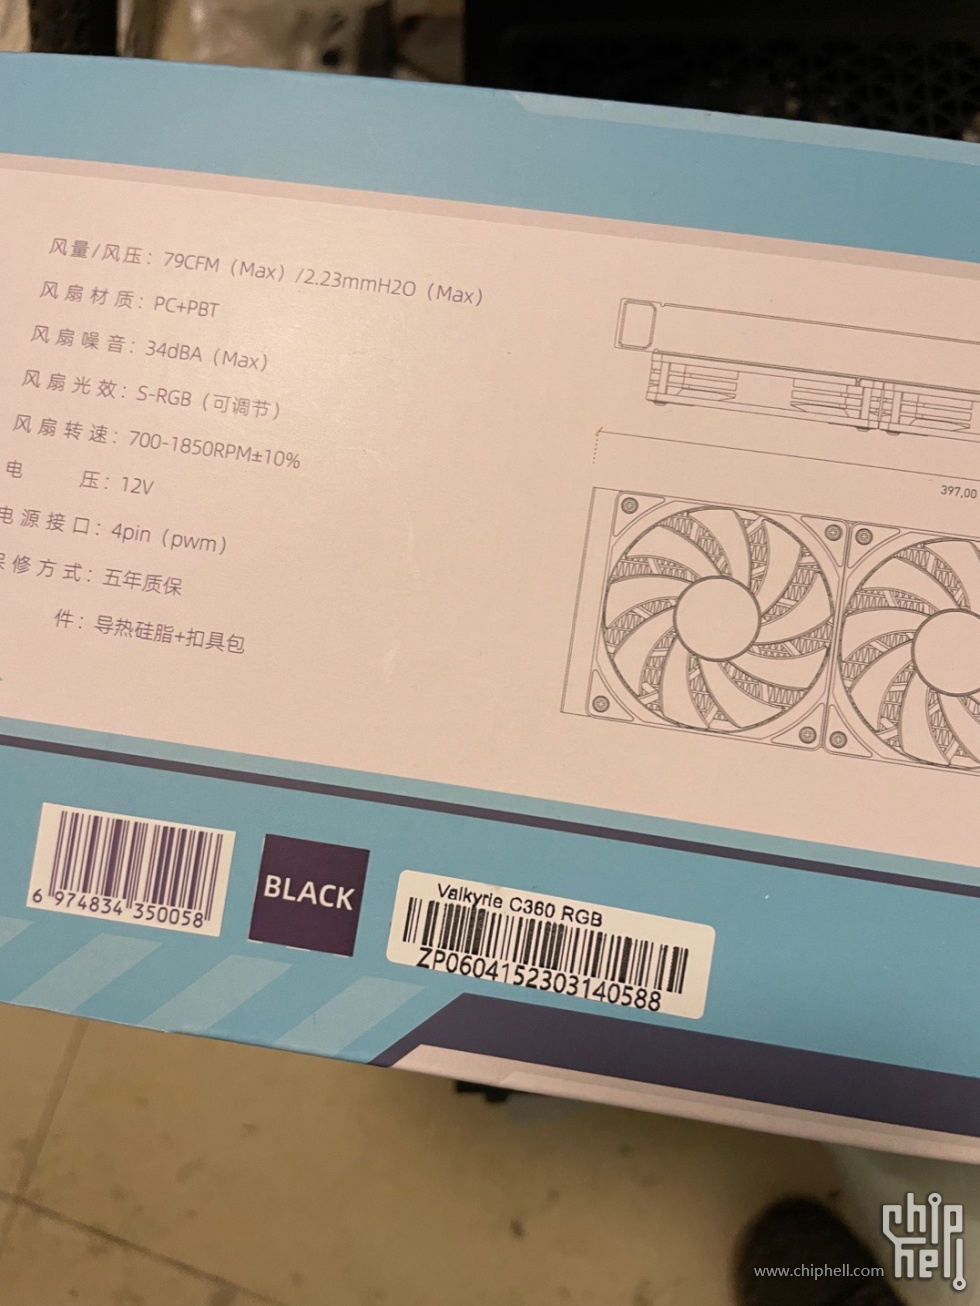 风量/风压：79CFM（Max）/2.23mmH2O（Max）
风扇材质：PC+PBT
风扇噪音：34dBA（Max）
风扇光效：S-RGB（可调节）
风扇转速：700-1850RPM±10%
电 压：12V
电源接口：4pin（pwm）
保修方式：五年质保
件：导热硅脂+扣具包
397,00
6 974834 350058
BLACK
Valkyrie C360 RGB
ZP0604152303140588
chip
hell
www.chiphell.com